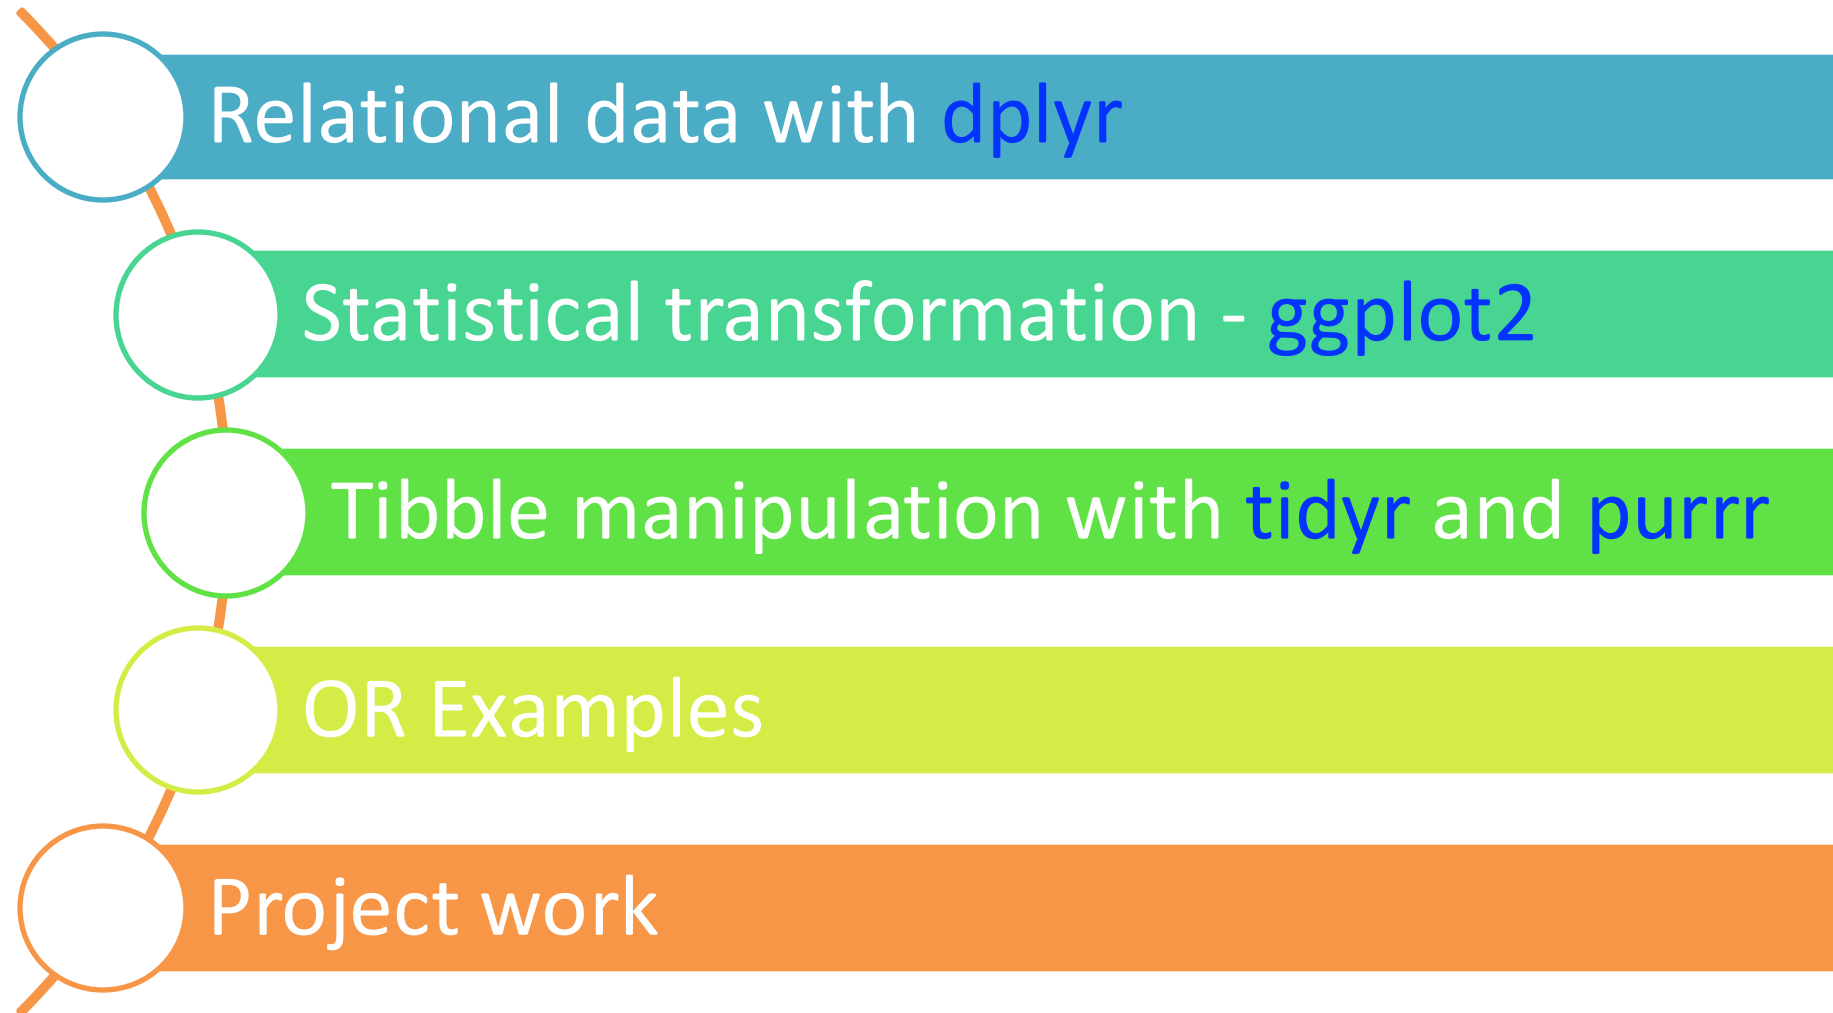 Relational data with dplyr
Statistical transformation - ggplot2
Tibble manipulation with tidyr and purrr
OR Examples
Project work